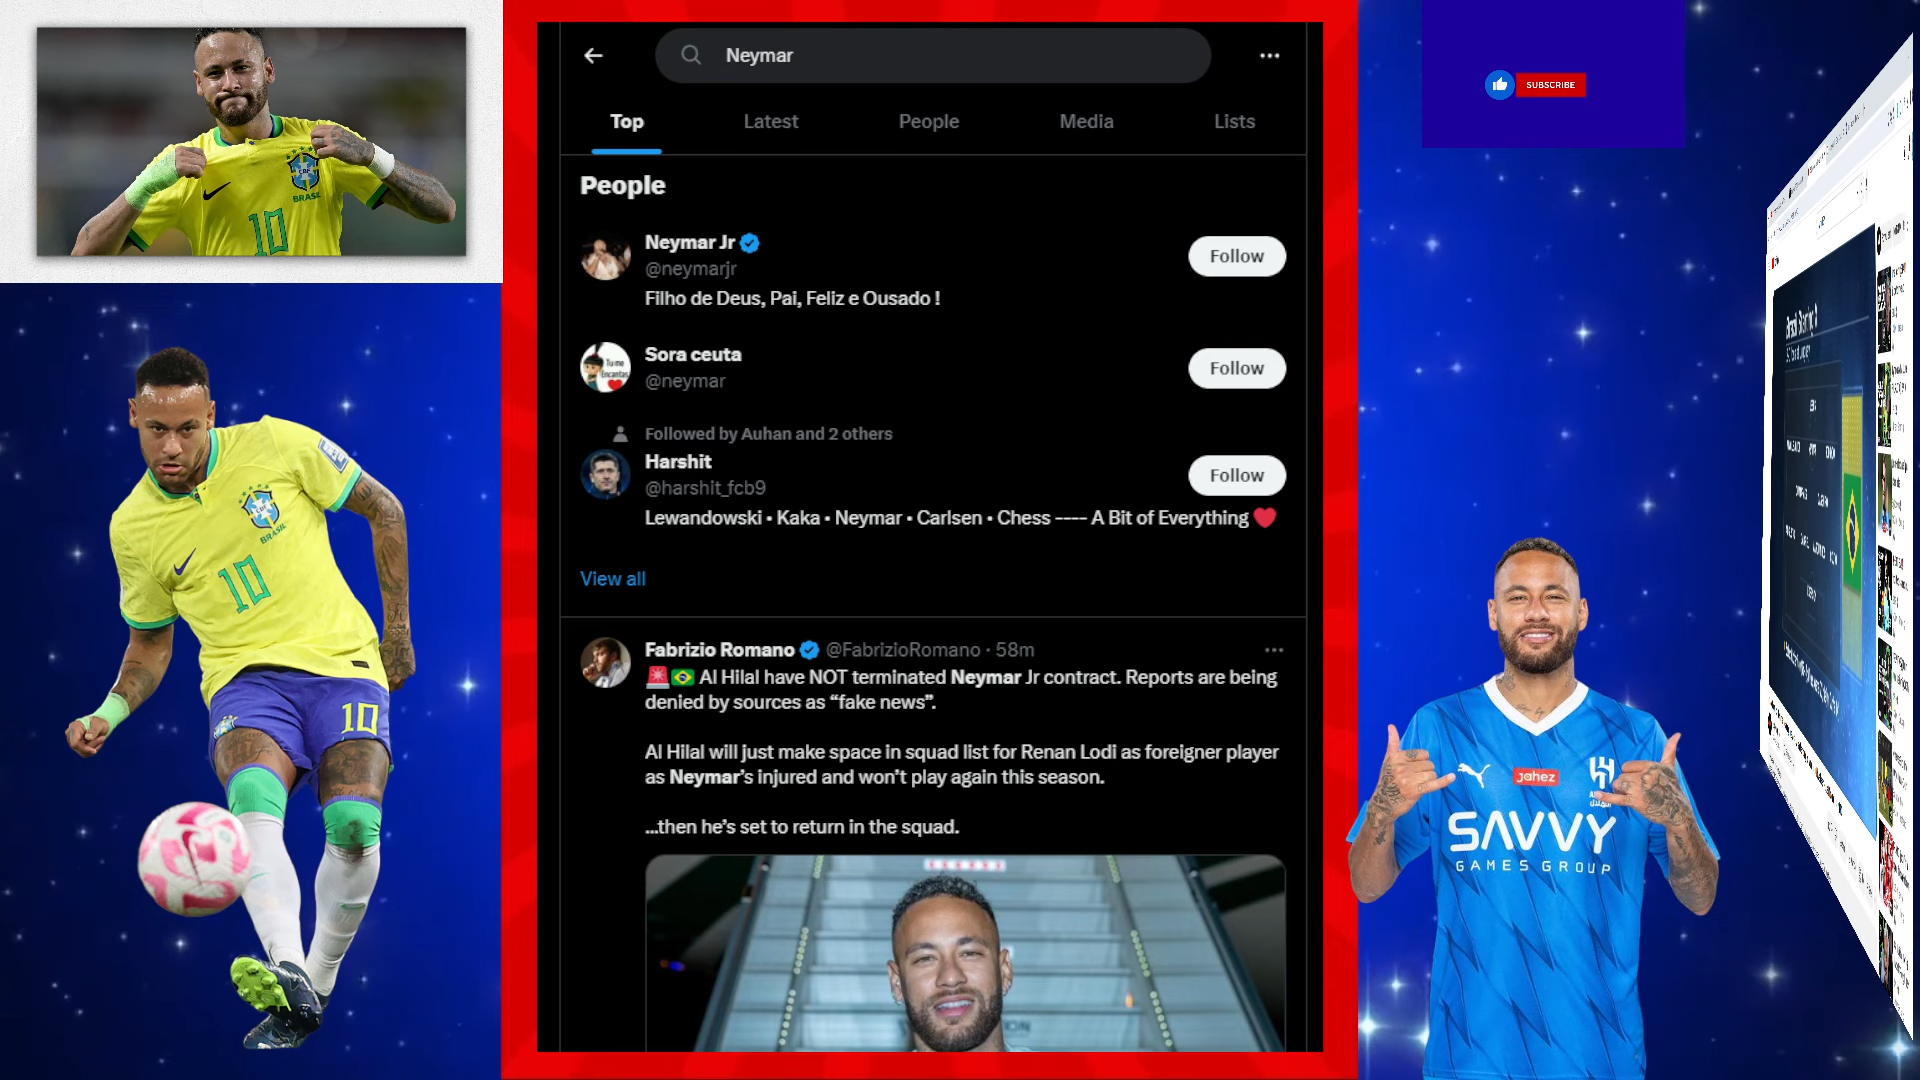 10
BRASIL
10
BRASIL
10
Neymar
Top
Latest
People
Media
Lists
People
Neymar Jr
@neymarjr
Follow
Filho de Deus, Pai, Feliz e Ousado !
Tu me
Encantas
Sora ceuta
@neymar
Follow
Followed by Auhan and 2 others
Harshit
@harshit_fcb9
Follow
Lewandowski • Kaka • Neymar • Carlsen • Chess ---- A Bit of Everything ❤️
View all
Fabrizio Romano @FabrizioRomano · 58m
🚨🇧🇷 Al Hilal have NOT terminated Neymar Jr contract. Reports are being
denied by sources as “fake news”.
Al Hilal will just make space in squad list for Renan Lodi as foreigner player
as Neymar’s injured and won’t play again this season.
…then he’s set to return in the squad.
SUBSCRIBE
jahez
SAVVY
GAMES GROUP